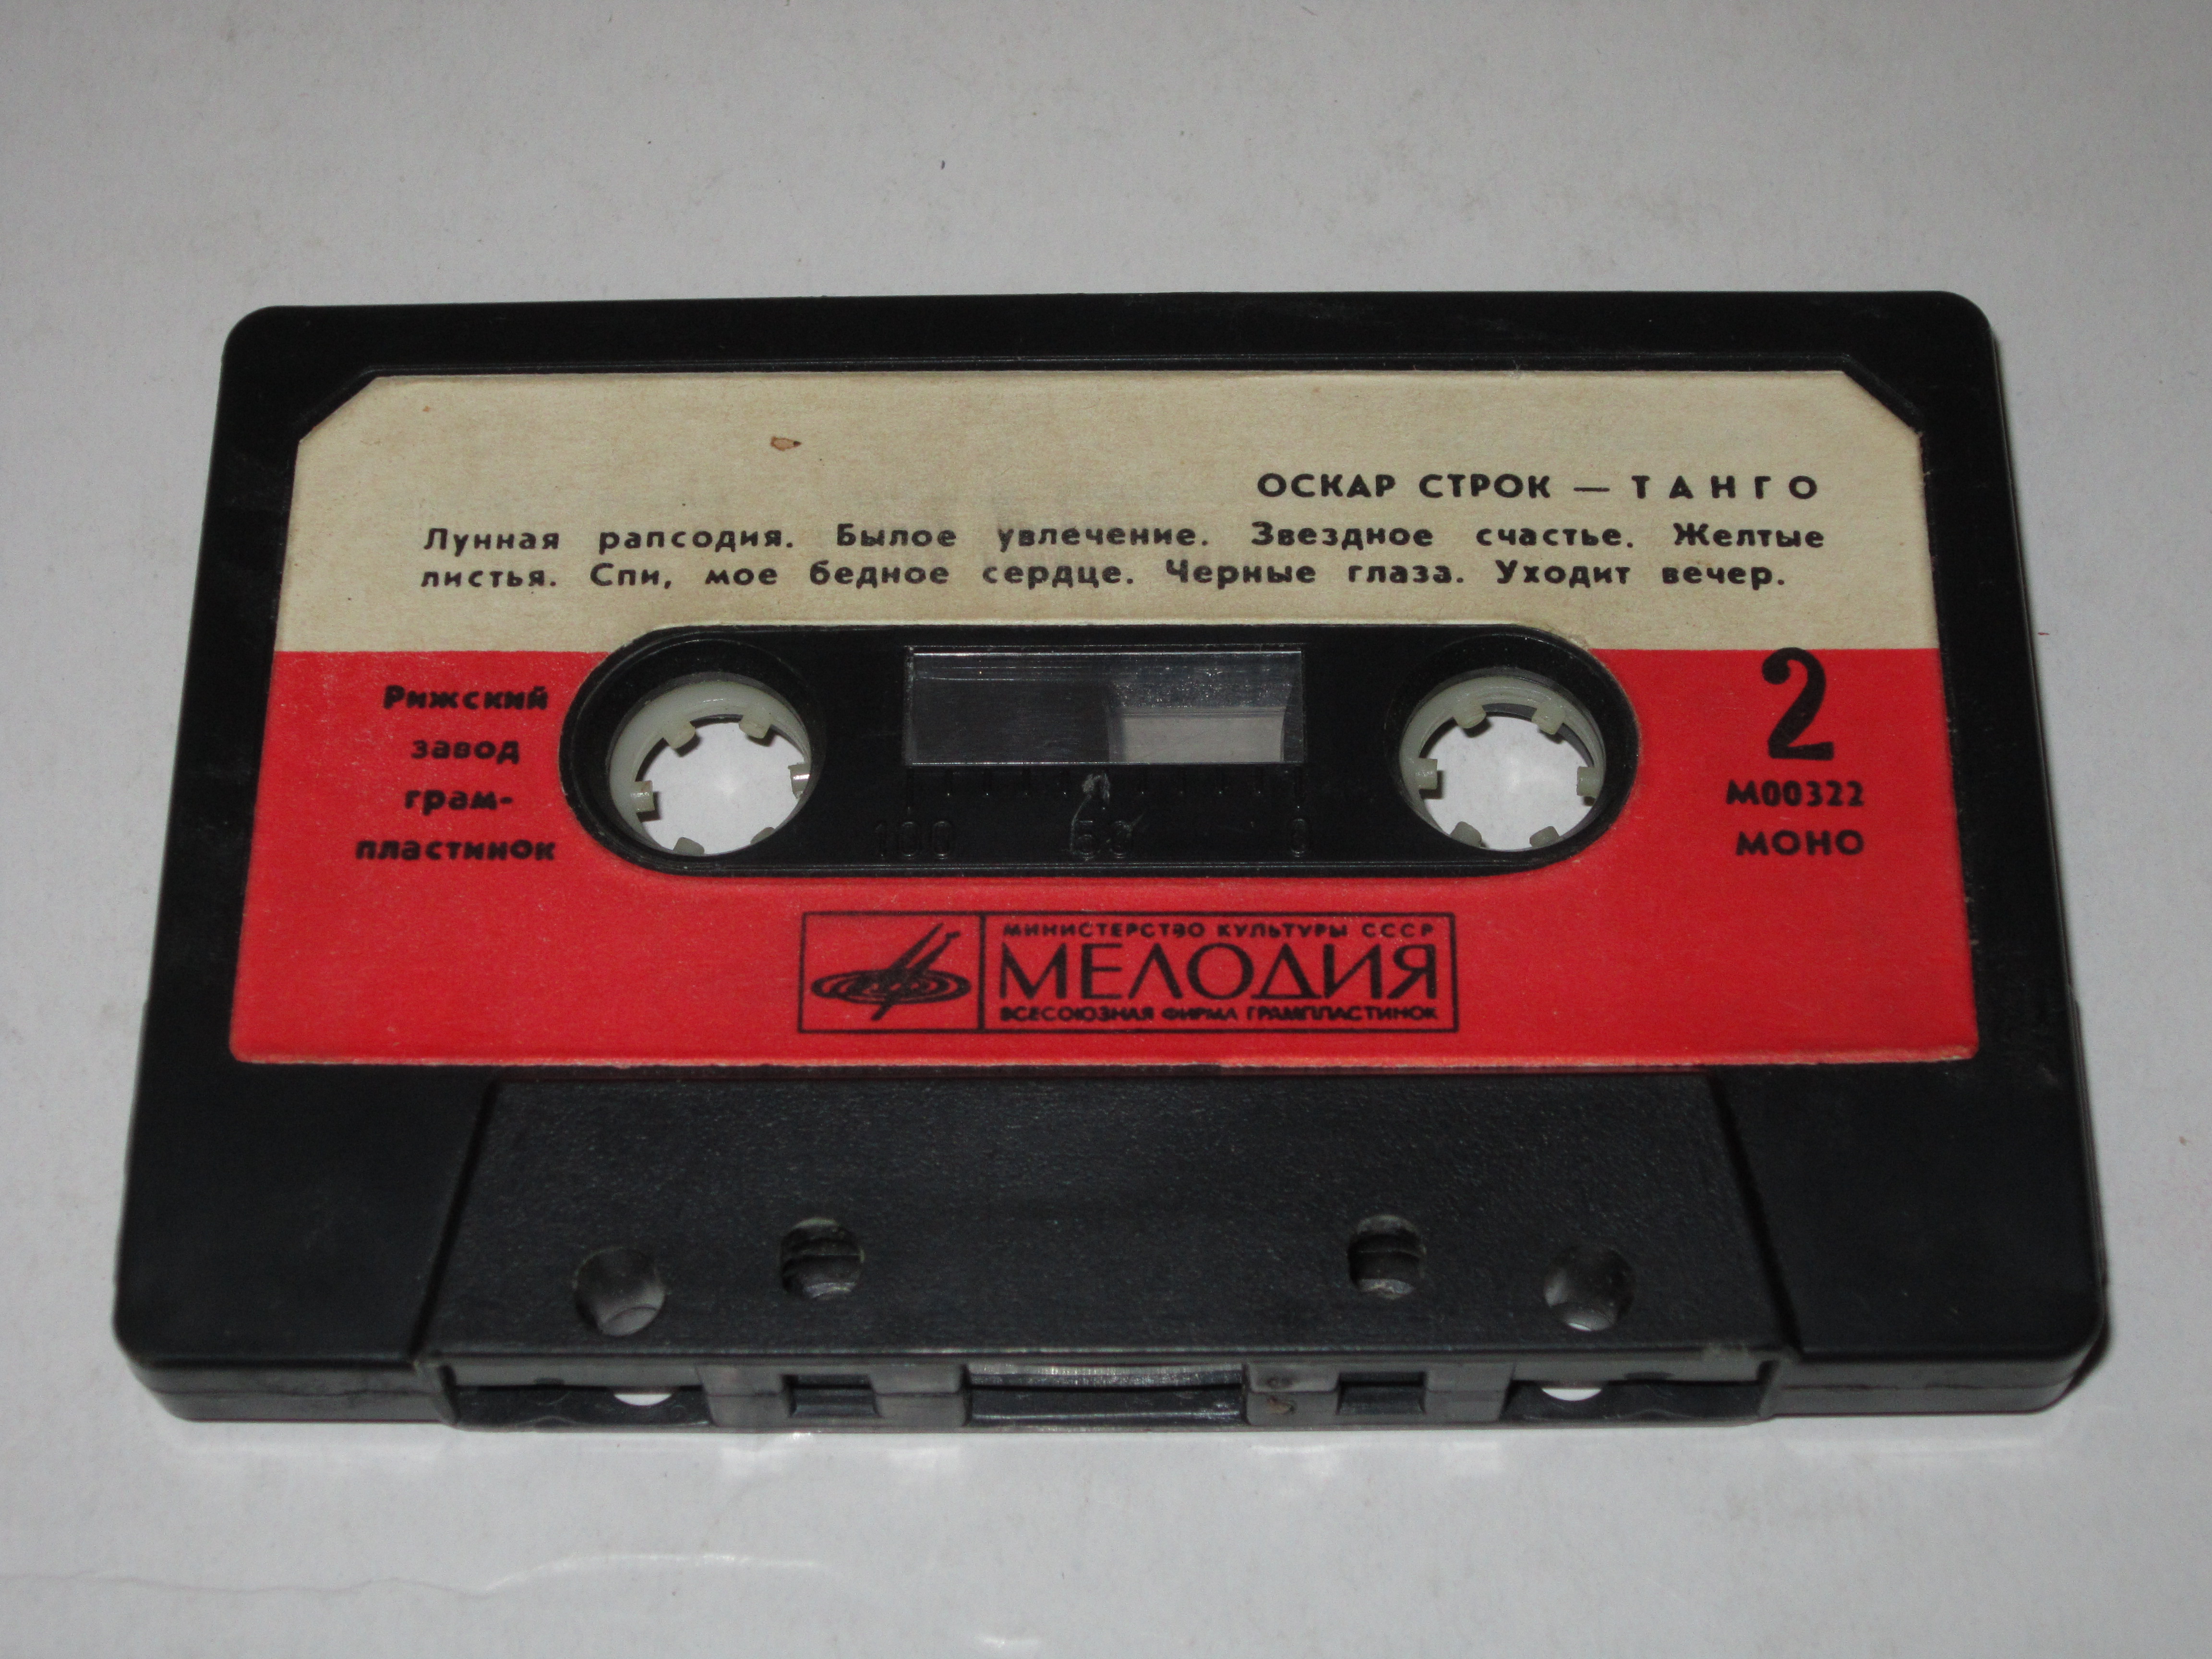 ОСКАР СТРОК — ТАНГО
Лунная рапсодия. Былое увлечение. Звездное счастье. Желтые
листья. Спи, мое бедное сердце. Черные глаза. Уходит вечер.
Рижский
завод
грам-
пластинок
2
М00322
МОНО
100 50 0
МИНИСТЕРСТВО КУЛЬТУРЫ СССР
МЕЛОДИЯ
ВСЕСОЮЗНАЯ ФИРМА ГРАМПЛАСТИНОК